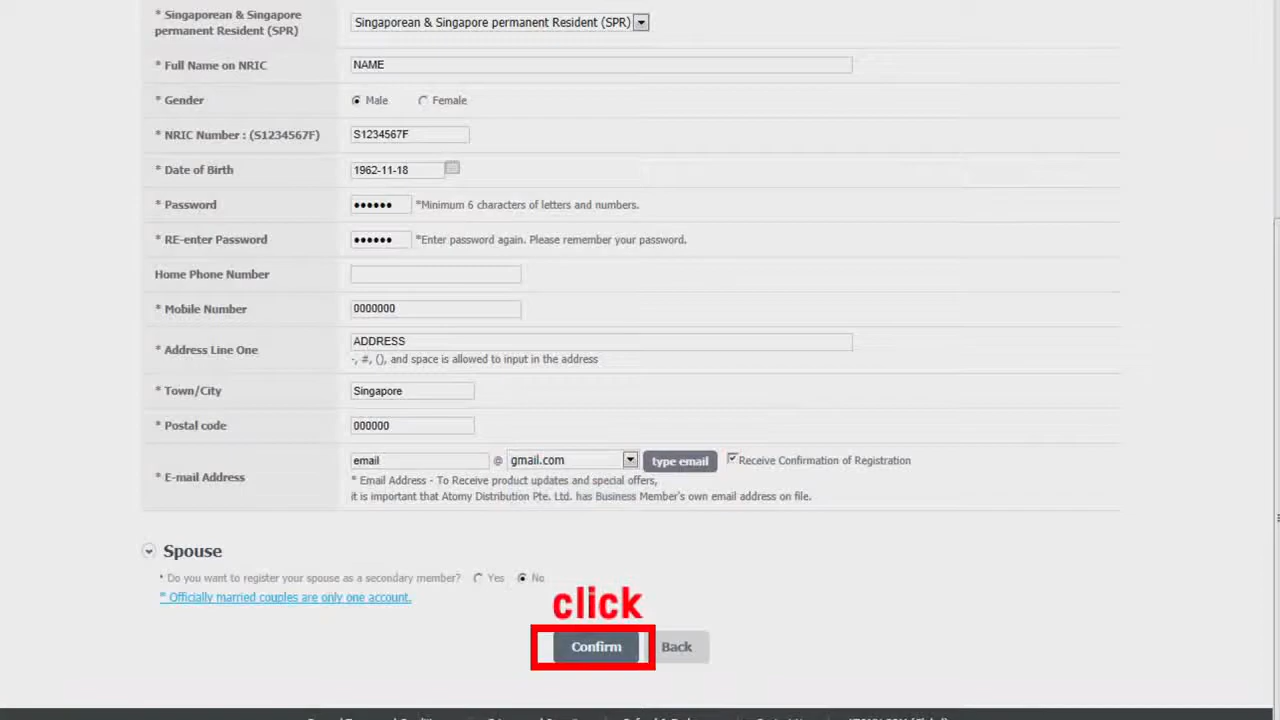 * Singaporean & Singapore
permanent Resident (SPR)
Singaporean & Singapore permanent Resident (SPR)
* Full Name on NRIC
NAME
* Gender
Male
Female
* NRIC Number : (S1234567F)
S1234567F
* Date of Birth
1962-11-18
* Password
•••••• *Minimum 6 characters of letters and numbers.
* RE-enter Password
•••••• *Enter password again. Please remember your password.
Home Phone Number
* Mobile Number
0000000
* Address Line One
ADDRESS
-, #, (), and space is allowed to input in the address
* Town/City
Singapore
* Postal code
000000
* E-mail Address
email @ gmail.com type email Receive Confirmation of Registration
* Email Address - To Receive product updates and special offers,
it is important that Atomy Distribution Pte. Ltd. has Business Member's own email address on file.
Spouse
• Do you want to register your spouse as a secondary member? Yes No
* Officially married couples are only one account.
click
Confirm
Back